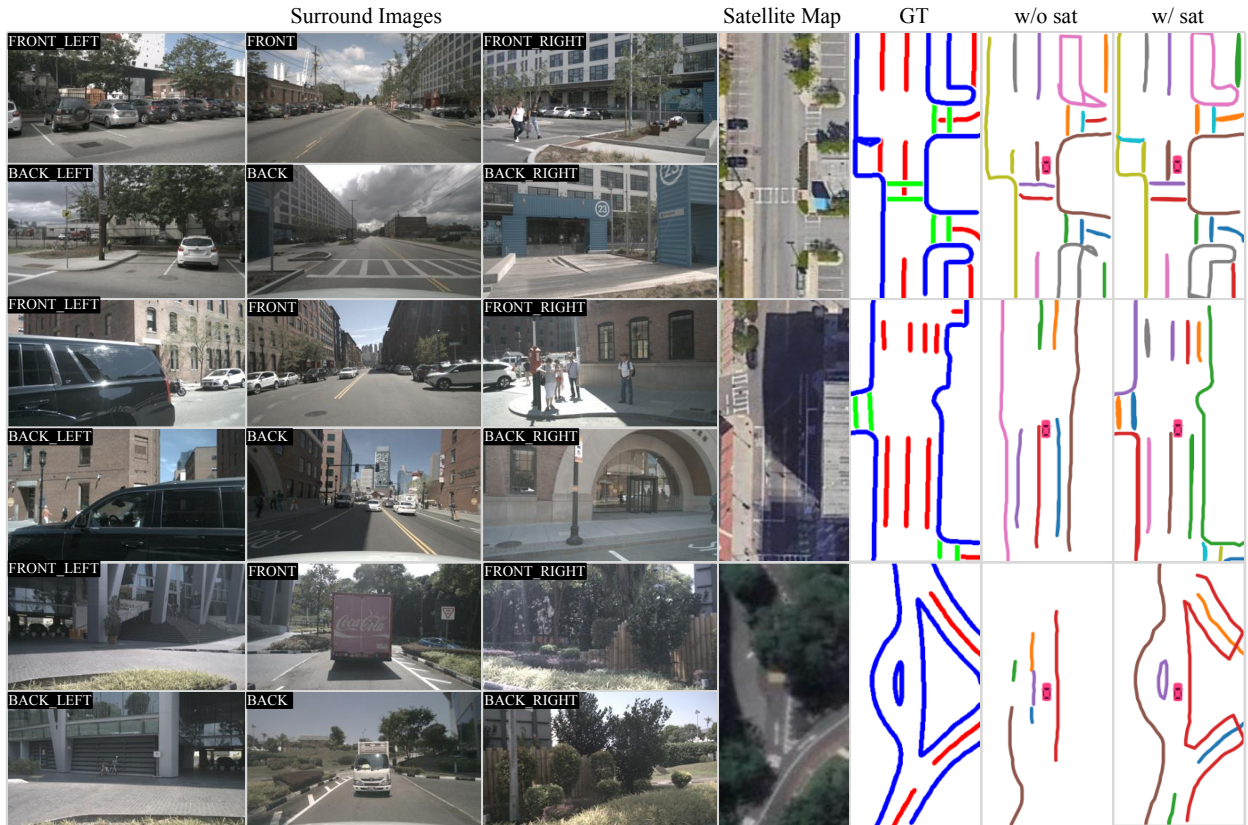 Surround Images Satellite Map GT w/o sat w/ sat
FRONT_LEFT FRONT FRONT_RIGHT
BACK_LEFT BACK BACK_RIGHT
23
23
FRONT_LEFT FRONT FRONT_RIGHT
BACK_LEFT BACK BACK_RIGHT
FRONT_LEFT FRONT FRONT_RIGHT
Coca-Cola
BACK_LEFT BACK BACK_RIGHT